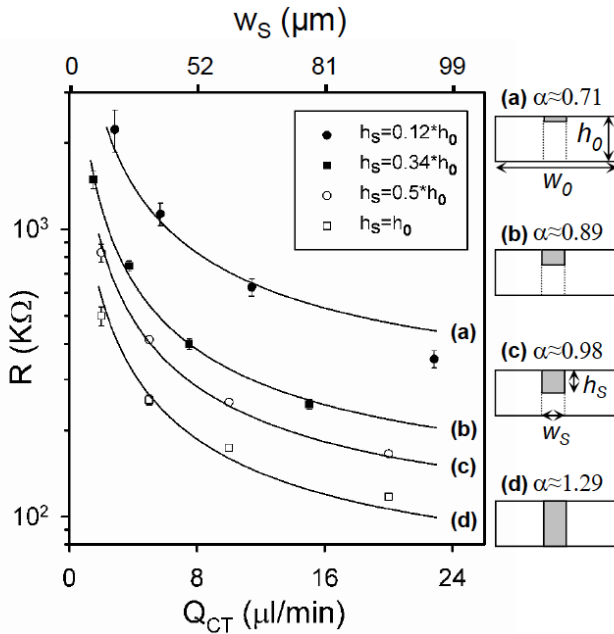 w_S (µm)
0 52 81 99
R (KΩ)
10^3
10^2
h_S=0.12*h_0
h_S=0.34*h_0
h_S=0.5*h_0
h_S=h_0
(a)
(b)
(c)
(d)
0 8 16 24
Q_CT (µl/min)
(a) α≈0.71
h_0
w_0
(b) α≈0.89
(c) α≈0.98
h_S
w_S
(d) α≈1.29